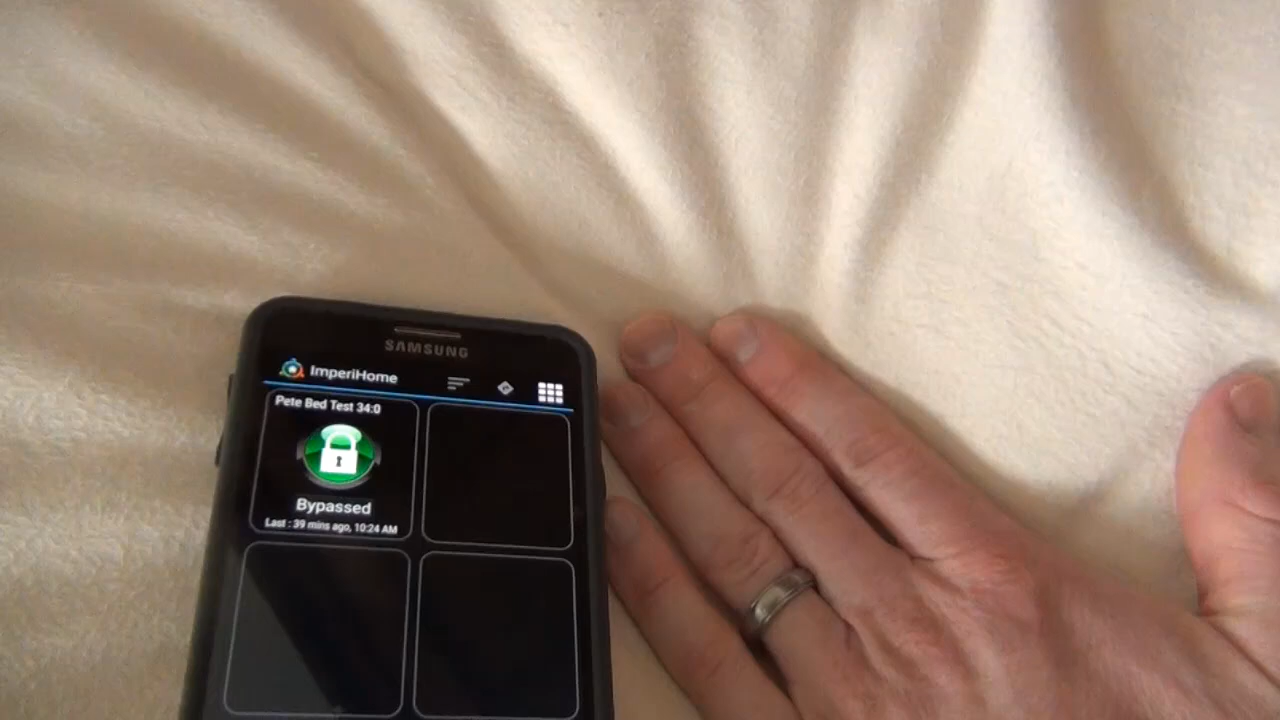 SAMSUNG
ImperiHome
Pete Bed Test 34:0
Bypassed
Last : 39 mins ago, 10:24 AM